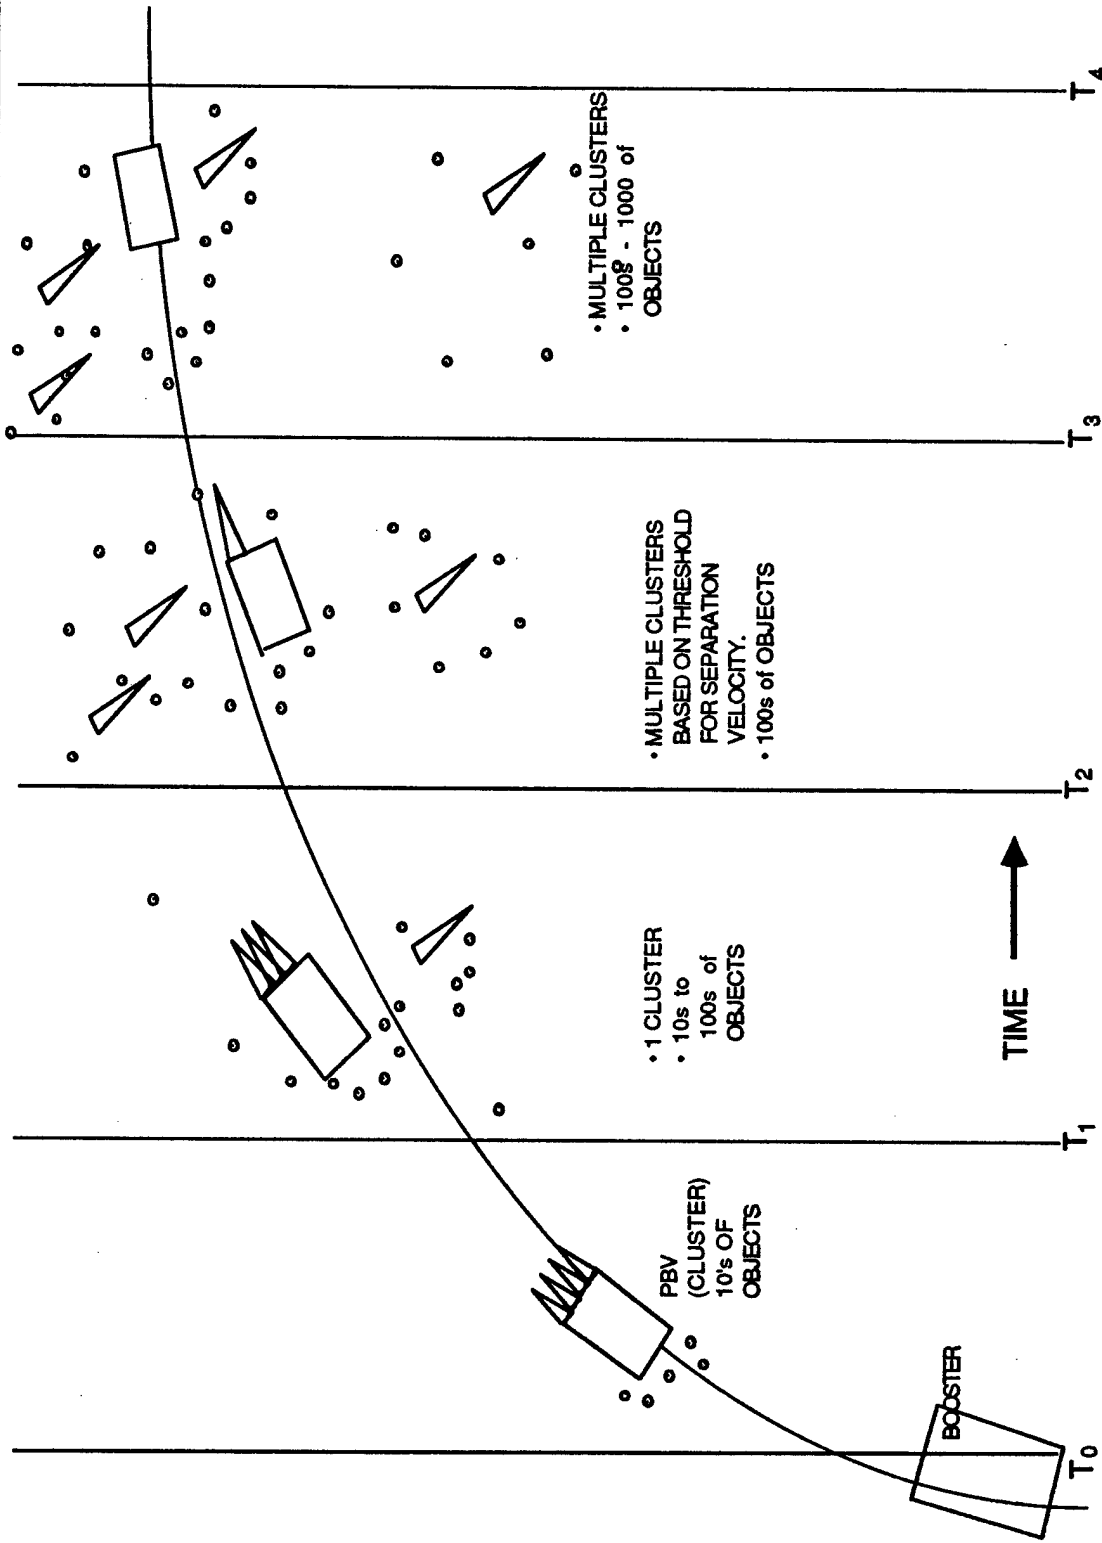 BOOSTER
PBV
(CLUSTER)
10's OF
OBJECTS
• 1 CLUSTER
• 10s to
100s of
OBJECTS
• MULTIPLE CLUSTERS
BASED ON THRESHOLD
FOR SEPARATION
VELOCITY.
• 100s of OBJECTS
• MULTIPLE CLUSTERS
• 100s - 1000 of
OBJECTS
TIME
T0
T1
T2
T3
T4